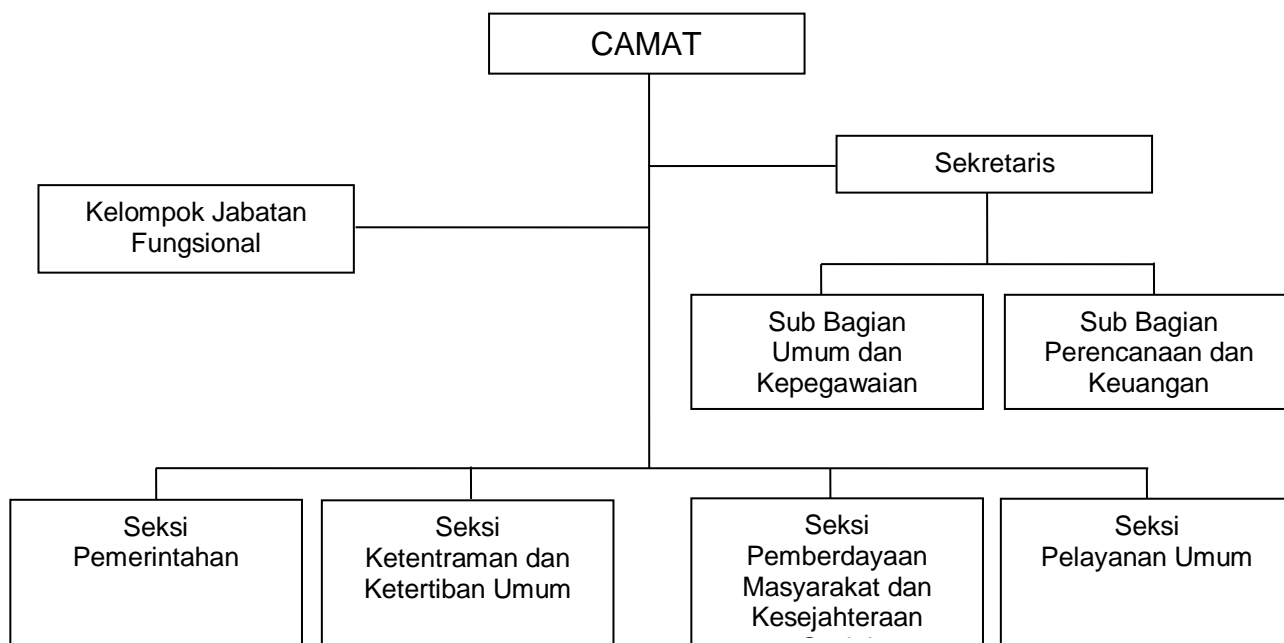 CAMAT
Sekretaris
Kelompok Jabatan
Fungsional
Sub Bagian
Umum dan
Kepegawaian
Sub Bagian
Perencanaan dan
Keuangan
Seksi
Pemerintahan
Seksi
Ketentraman dan
Ketertiban Umum
Seksi
Pemberdayaan
Masyarakat dan
Kesejahteraan
Seksi
Pelayanan Umum